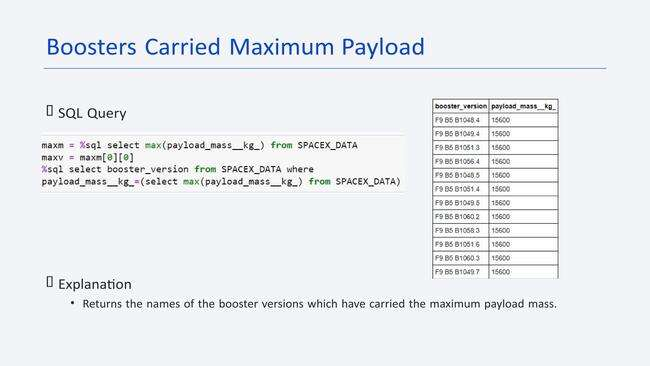 Boosters Carried Maximum Payload
SQL Query
maxm = %sql select max(payload_mass__kg_) from SPACEX_DATA
maxv = maxm[0][0]
%sql select booster_version from SPACEX_DATA where
payload_mass__kg_=(select max(payload_mass__kg_) from SPACEX_DATA)
booster_version payload_mass__kg_
F9 B5 B1048.4 15600
F9 B5 B1049.4 15600
F9 B5 B1051.3 15600
F9 B5 B1056.4 15600
F9 B5 B1048.5 15600
F9 B5 B1051.4 15600
F9 B5 B1049.5 15600
F9 B5 B1060.2 15600
F9 B5 B1058.3 15600
F9 B5 B1051.6 15600
F9 B5 B1060.3 15600
F9 B5 B1049.7 15600
Explanation
• Returns the names of the booster versions which have carried the maximum payload mass.